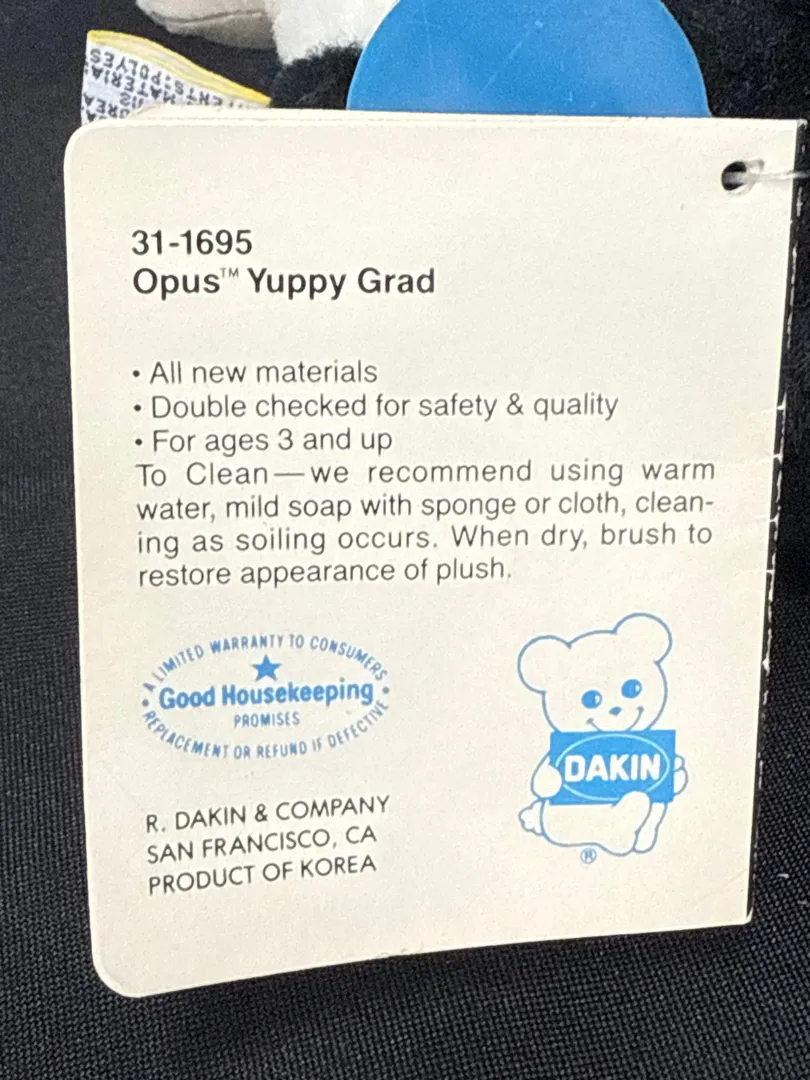 31-1695
Opus™ Yuppy Grad
• All new materials
• Double checked for safety & quality
• For ages 3 and up
To Clean—we recommend using warm
water, mild soap with sponge or cloth, clean-
ing as soiling occurs. When dry, brush to
restore appearance of plush.
• A LIMITED WARRANTY TO CONSUMERS •
Good Housekeeping
PROMISES
REPLACEMENT OR REFUND IF DEFECTIVE
DAKIN
®
R. DAKIN & COMPANY
SAN FRANCISCO, CA
PRODUCT OF KOREA